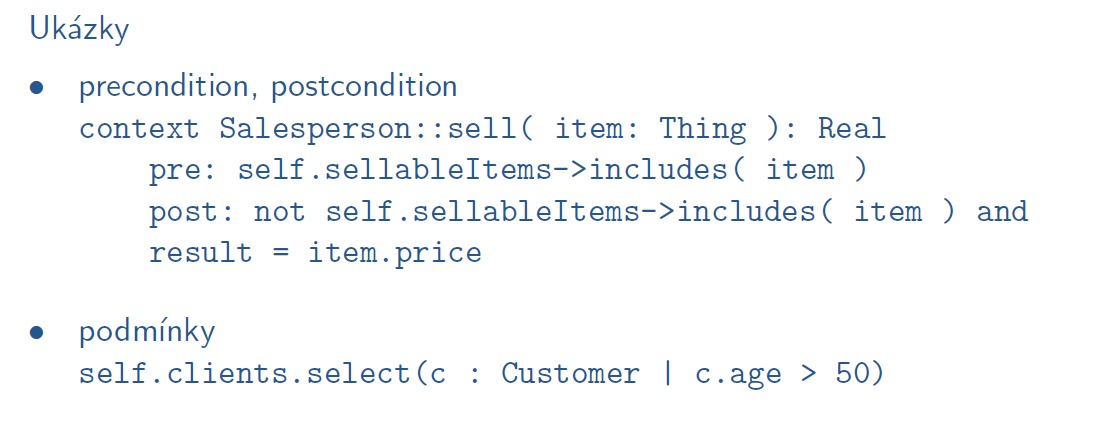 Ukázky
• precondition, postcondition
context Salesperson::sell( item: Thing ): Real
pre: self.sellableItems->includes( item )
post: not self.sellableItems->includes( item ) and
result = item.price
• podmínky
self.clients.select(c : Customer | c.age > 50)